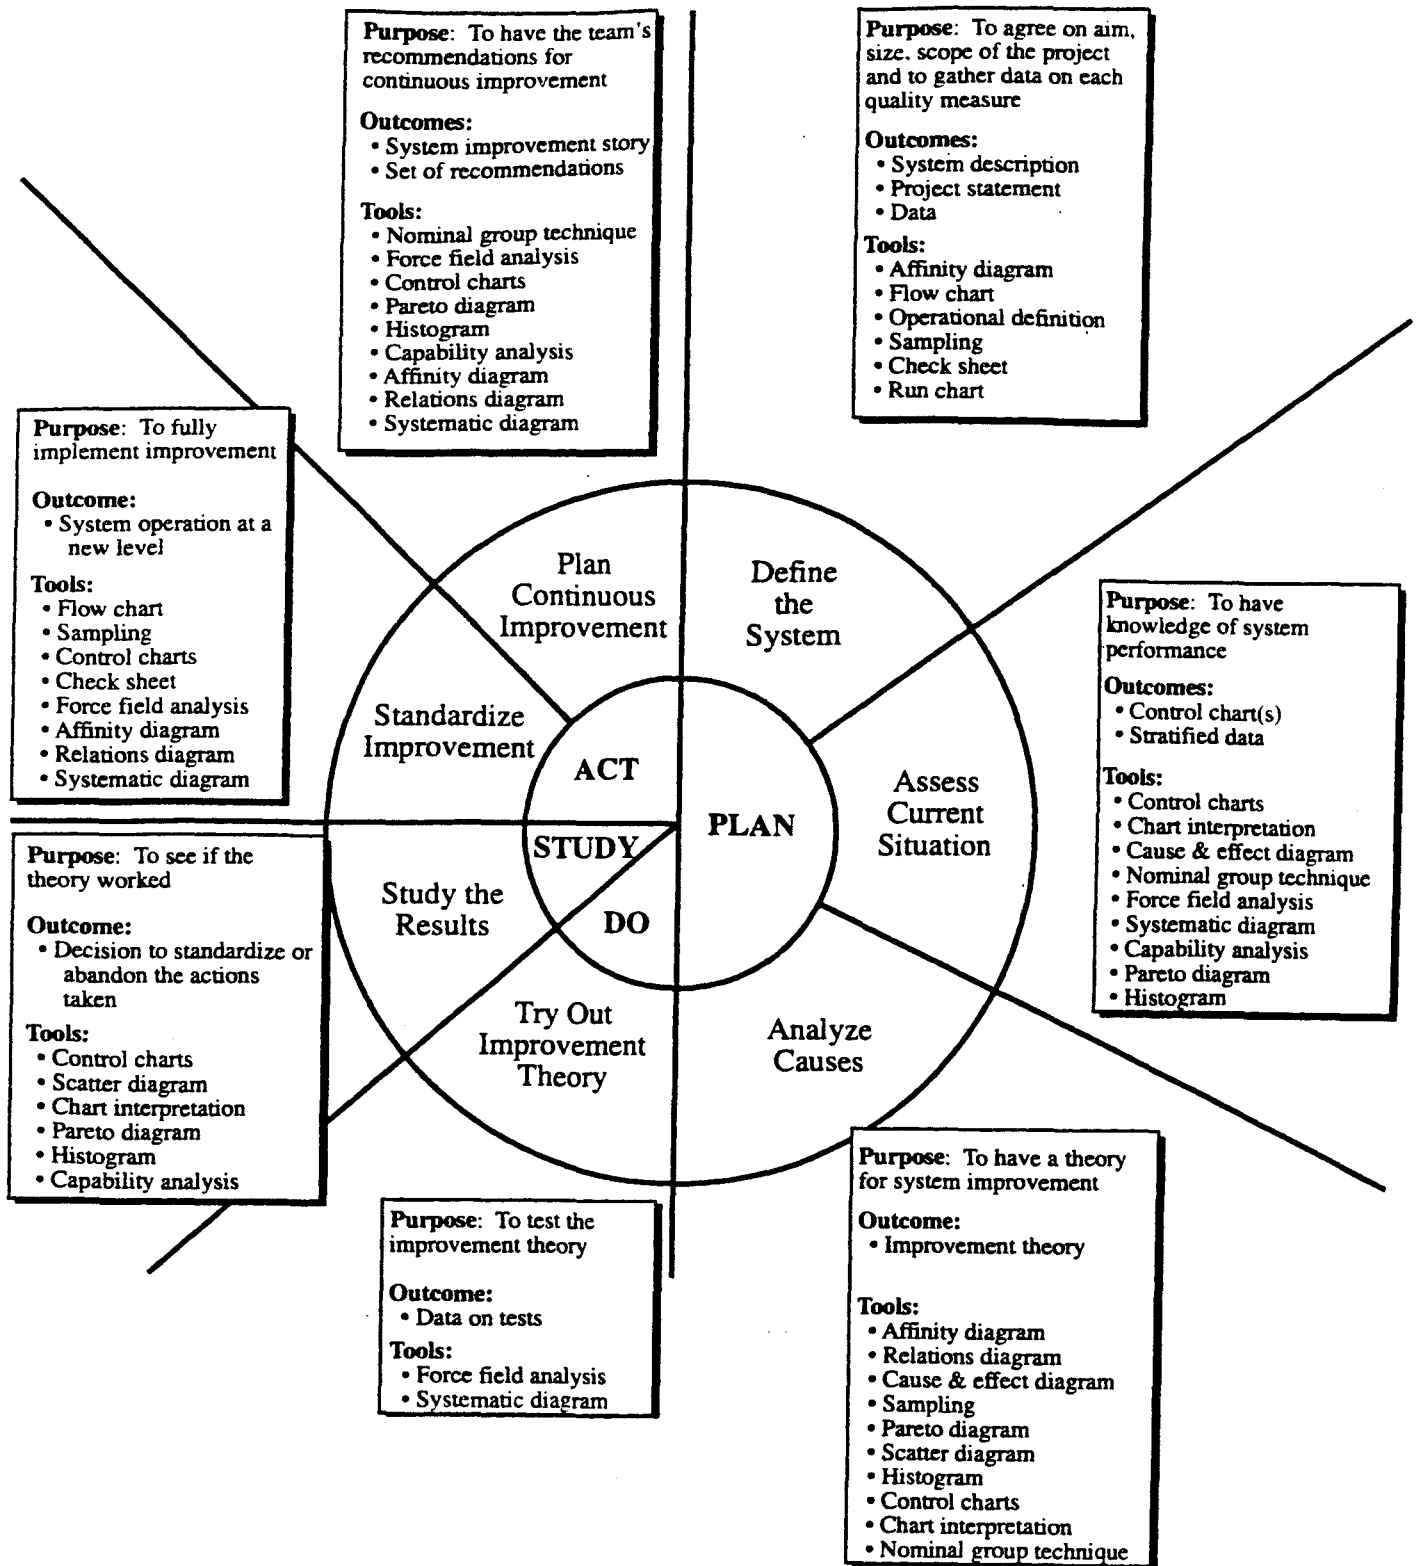 Purpose: To have the team's
recommendations for
continuous improvement
Outcomes:
• System improvement story
• Set of recommendations
Tools:
• Nominal group technique
• Force field analysis
• Control charts
• Pareto diagram
• Histogram
• Capability analysis
• Affinity diagram
• Relations diagram
• Systematic diagram
Purpose: To agree on aim,
size, scope of the project
and to gather data on each
quality measure
Outcomes:
• System description
• Project statement
• Data
Tools:
• Affinity diagram
• Flow chart
• Operational definition
• Sampling
• Check sheet
• Run chart
Purpose: To fully
implement improvement
Outcome:
• System operation at a
new level
Tools:
• Flow chart
• Sampling
• Control charts
• Check sheet
• Force field analysis
• Affinity diagram
• Relations diagram
• Systematic diagram
Plan
Continuous
Improvement
Define
the
System
Standardize
Improvement
ACT
PLAN
STUDY
DO
Assess
Current
Situation
Study the
Results
Try Out
Improvement
Theory
Analyze
Causes
Purpose: To have
knowledge of system
performance
Outcomes:
• Control chart(s)
• Stratified data
Tools:
• Control charts
• Chart interpretation
• Cause & effect diagram
• Nominal group technique
• Force field analysis
• Systematic diagram
• Capability analysis
• Pareto diagram
• Histogram
Purpose: To see if the
theory worked
Outcome:
• Decision to standardize or
abandon the actions
taken
Tools:
• Control charts
• Scatter diagram
• Chart interpretation
• Pareto diagram
• Histogram
• Capability analysis
Purpose: To test the
improvement theory
Outcome:
• Data on tests
Tools:
• Force field analysis
• Systematic diagram
Purpose: To have a theory
for system improvement
Outcome:
• Improvement theory
Tools:
• Affinity diagram
• Relations diagram
• Cause & effect diagram
• Sampling
• Pareto diagram
• Scatter diagram
• Histogram
• Control charts
• Chart interpretation
• Nominal group technique